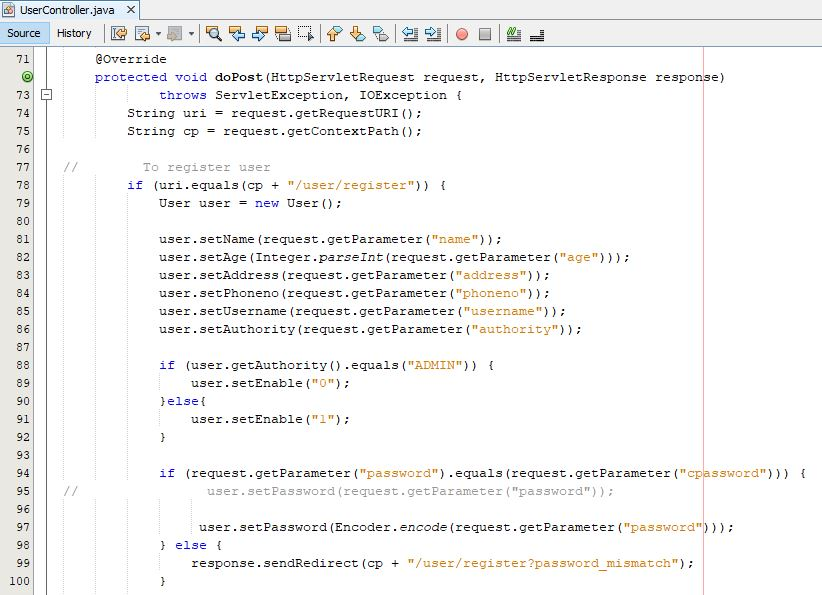 UserController.java
Source History
71 @Override
protected void doPost(HttpServletRequest request, HttpServletResponse response)
73 throws ServletException, IOException {
74 String uri = request.getRequestURI();
75 String cp = request.getContextPath();
76
77 // To register user
78 if (uri.equals(cp + "/user/register")) {
79 User user = new User();
80
81 user.setName(request.getParameter("name"));
82 user.setAge(Integer.parseInt(request.getParameter("age")));
83 user.setAddress(request.getParameter("address"));
84 user.setPhoneno(request.getParameter("phoneno"));
85 user.setUsername(request.getParameter("username"));
86 user.setAuthority(request.getParameter("authority"));
87
88 if (user.getAuthority().equals("ADMIN")) {
89 user.setEnable("0");
90 }else{
91 user.setEnable("1");
92 }
93
94 if (request.getParameter("password").equals(request.getParameter("cpassword"))) {
95 // user.setPassword(request.getParameter("password"));
96
97 user.setPassword(Encoder.encode(request.getParameter("password")));
98 } else {
99 response.sendRedirect(cp + "/user/register?password_mismatch");
100 }